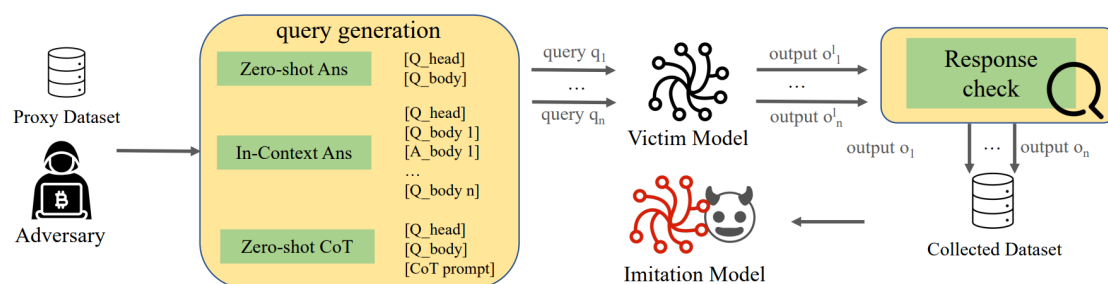 Proxy Dataset
Adversary
query generation
Zero-shot Ans
[Q_head]
[Q_body]
In-Context Ans
[Q_head]
[Q_body 1]
[A_body 1]
...
[Q_body n]
Zero-shot CoT
[Q_head]
[Q_body]
[CoT prompt]
query q1
...
query qn
Victim Model
output o^l_1
...
output o^l_n
Response
check
output o1
...
output on
Collected Dataset
Imitation Model